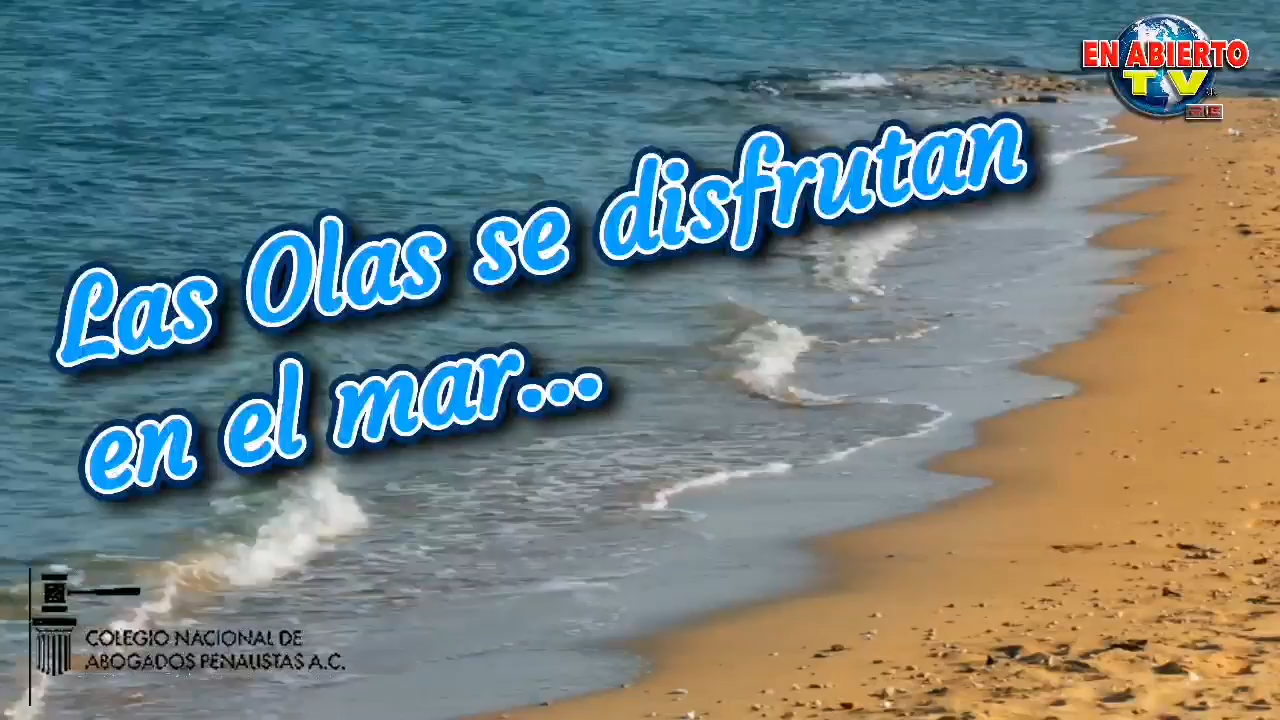 EN ABIERTO
TV
Las Olas se disfrutan
en el mar...
COLEGIO NACIONAL DE
ABOGADOS PENALISTAS A.C.